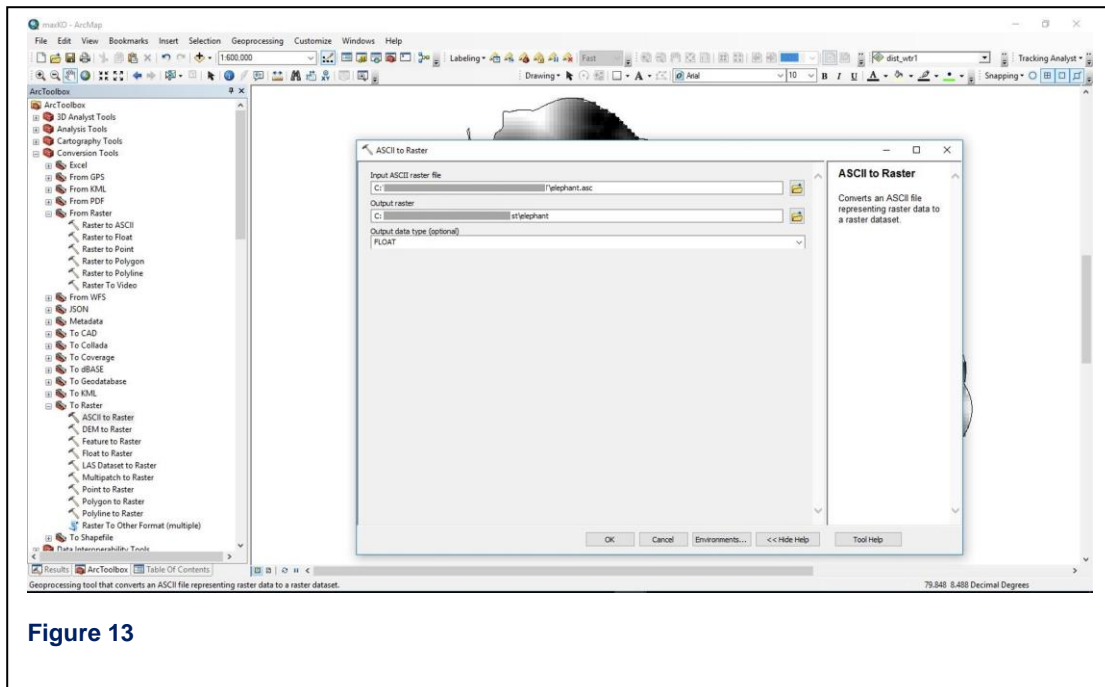 maxKO - ArcMap
File Edit View Bookmarks Insert Selection Geoprocessing Customize Windows Help
1:600,000
Labeling
Fast
dist_wtr1
Tracking Analyst
Drawing
Arial
10
B I U A
Snapping
ArcToolbox
ArcToolbox
3D Analyst Tools
Analysis Tools
Cartography Tools
Conversion Tools
Excel
From GPS
From KML
From PDF
From Raster
Raster to ASCII
Raster to Float
Raster to Point
Raster to Polygon
Raster to Polyline
Raster To Video
From WFS
JSON
Metadata
To CAD
To Collada
To Coverage
To dBASE
To Geodatabase
To KML
To Raster
ASCII to Raster
DEM to Raster
Feature to Raster
Float to Raster
LAS Dataset to Raster
Multipatch to Raster
Point to Raster
Polygon to Raster
Polyline to Raster
Raster To Other Format (multiple)
To Shapefile
Data Interoperability Tools
Results ArcToolbox Table Of Contents
ASCII to Raster
Input ASCII raster file
C:\elephant.asc
Output raster
C: st\elephant
Output data type (optional)
FLOAT
OK Cancel Environments... << Hide Help Tool Help
ASCII to Raster
Converts an ASCII file
representing raster data to
a raster dataset.
Geoprocessing tool that converts an ASCII file representing raster data to a raster dataset.
79.848 8.488 Decimal Degrees
Figure 13